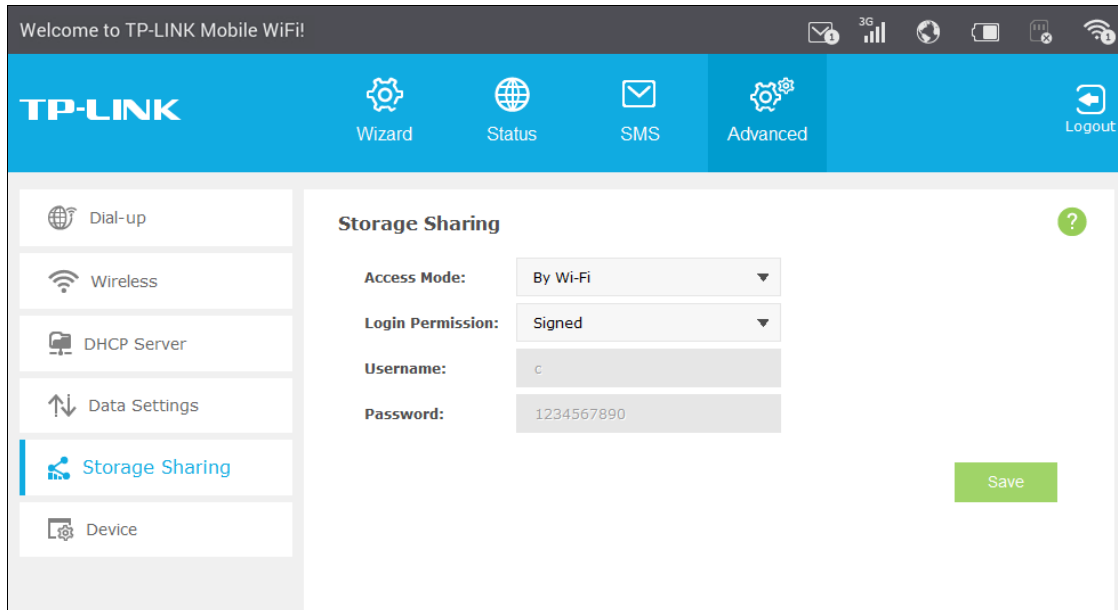 Welcome to TP-LINK Mobile WiFi!
1
3G
1
TP-LINK
Wizard
Status
SMS
Advanced
Logout
Dial-up
Wireless
DHCP Server
Data Settings
Storage Sharing
Device
Storage Sharing
?
Access Mode: By Wi-Fi
Login Permission: Signed
Username: c
Password: 1234567890
Save